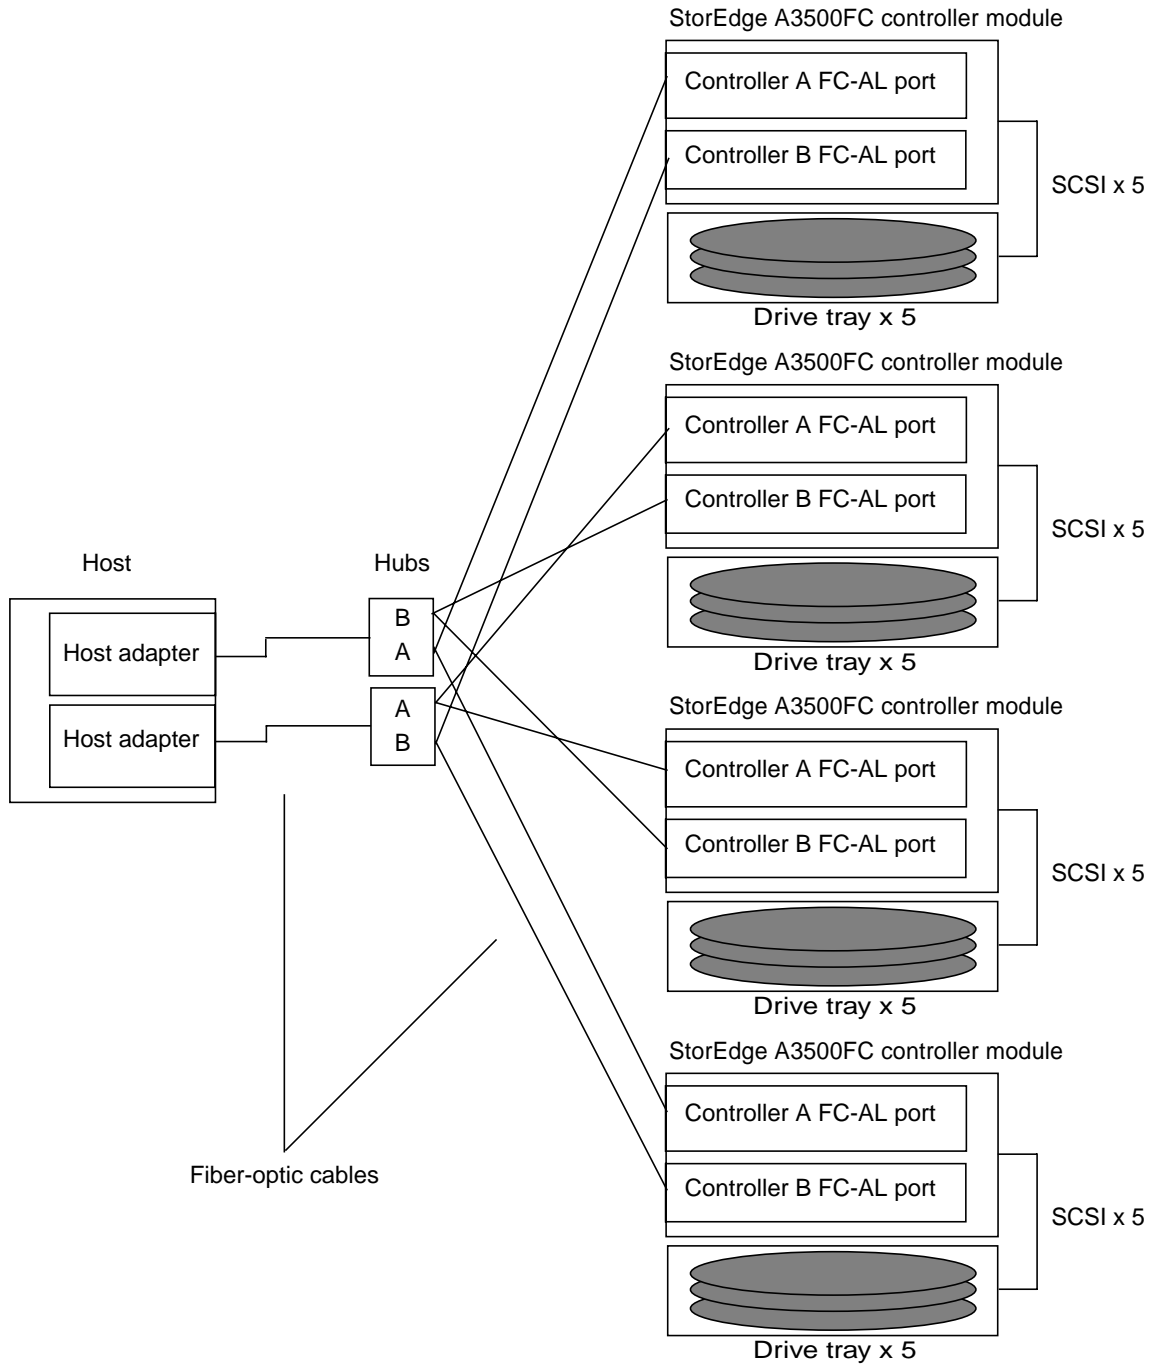 StorEdge A3500FC controller module
Controller A FC-AL port
Controller B FC-AL port
SCSI x 5
Drive tray x 5
StorEdge A3500FC controller module
Controller A FC-AL port
Controller B FC-AL port
SCSI x 5
Drive tray x 5
Host
Hubs
Host adapter
Host adapter
B
A
A
B
StorEdge A3500FC controller module
Controller A FC-AL port
Controller B FC-AL port
SCSI x 5
Drive tray x 5
StorEdge A3500FC controller module
Controller A FC-AL port
Controller B FC-AL port
SCSI x 5
Drive tray x 5
Fiber-optic cables